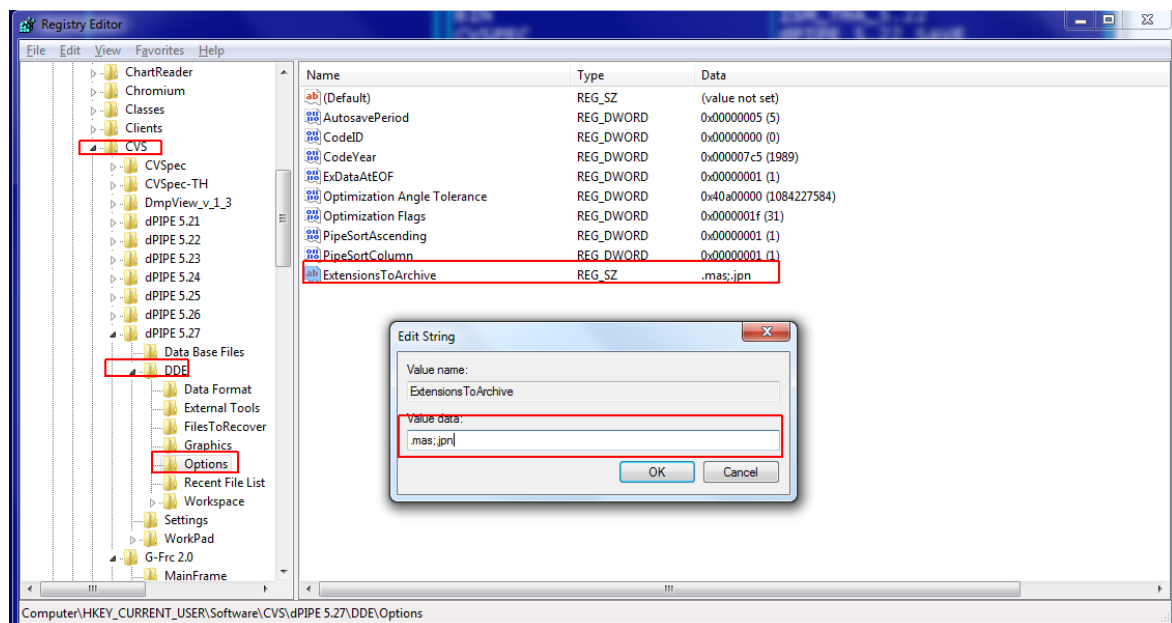 Registry Editor
File Edit View Favorites Help
ChartReader
Chromium
Classes
Clients
CVS
CVSpec
CVSpec-TH
DmpView_v_1_3
dPIPE 5.21
dPIPE 5.22
dPIPE 5.23
dPIPE 5.24
dPIPE 5.25
dPIPE 5.26
dPIPE 5.27
Data Base Files
DDE
Data Format
External Tools
FilesToRecover
Graphics
Options
Recent File List
Workspace
Settings
WorkPad
G-Frc 2.0
MainFrame
Name Type Data
(Default) REG_SZ (value not set)
AutosavePeriod REG_DWORD 0x00000005 (5)
CodeID REG_DWORD 0x00000000 (0)
CodeYear REG_DWORD 0x000007c5 (1989)
ExDataAtEOF REG_DWORD 0x00000001 (1)
Optimization Angle Tolerance REG_DWORD 0x40a00000 (1084227584)
Optimization Flags REG_DWORD 0x0000001f (31)
PipeSortAscending REG_DWORD 0x00000001 (1)
PipeSortColumn REG_DWORD 0x00000001 (1)
ExtensionsToArchive REG_SZ .mas;.jpn
Edit String
Value name:
ExtensionsToArchive
Value data:
.mas;.jpn
OK Cancel
Computer\HKEY_CURRENT_USER\Software\CVS\dPIPE 5.27\DDE\Options